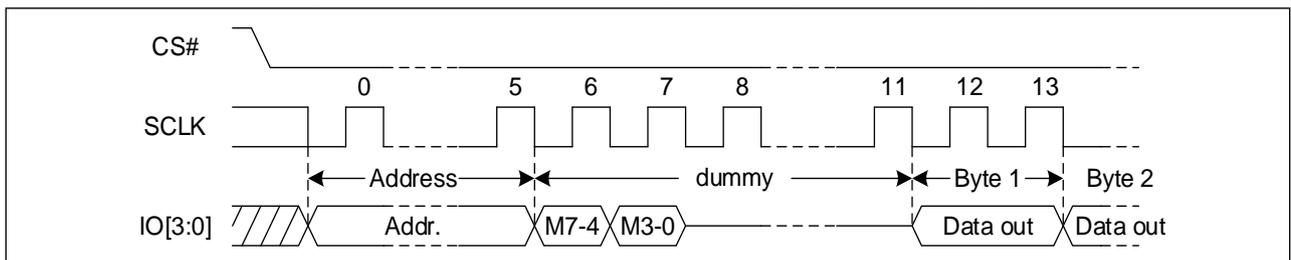 CS#
0 5 6 7 8 11 12 13
SCLK
Address dummy Byte 1 Byte 2
IO[3:0] Addr. M7-4 M3-0 Data out Data out